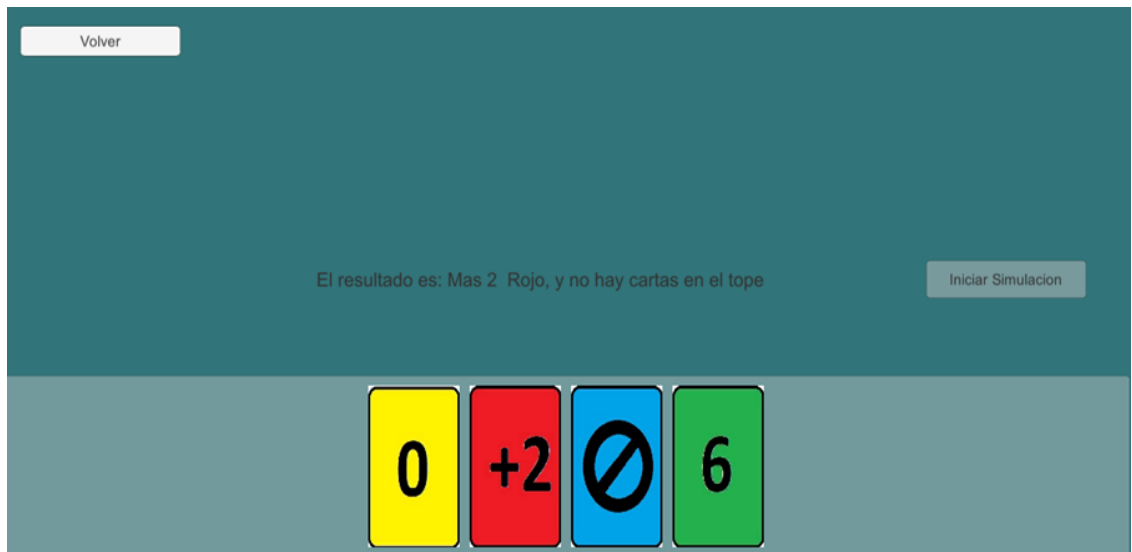 Volver
El resultado es: Mas 2  Rojo, y no hay cartas en el tope
Iniciar Simulacion
0
+2
6